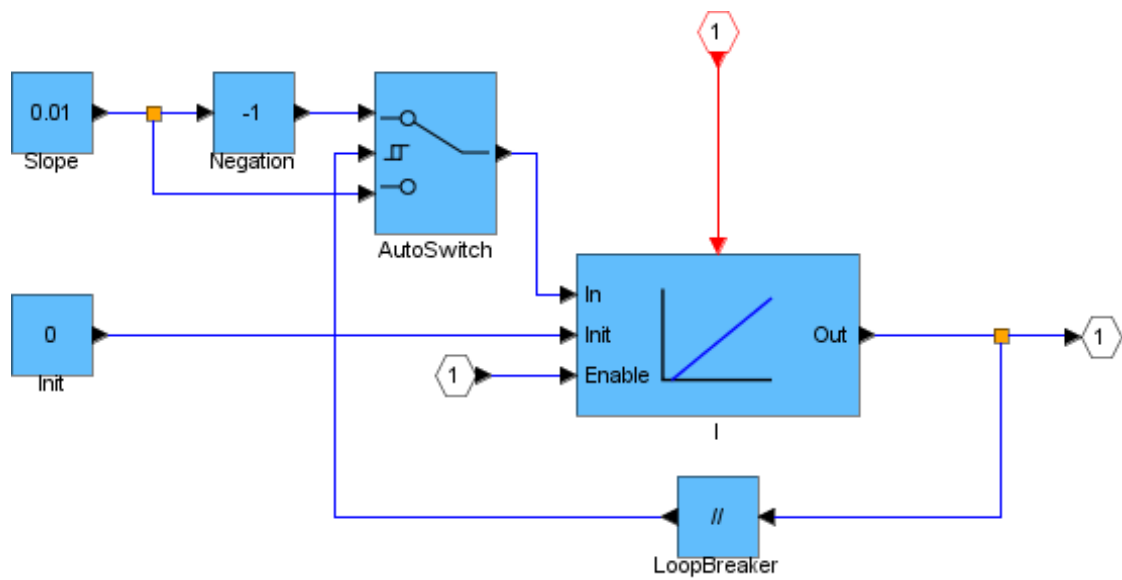 1
0.01
-1
Slope
Negation
AutoSwitch
In
0
Init
Out
1
Init
1
Enable
I
//
LoopBreaker